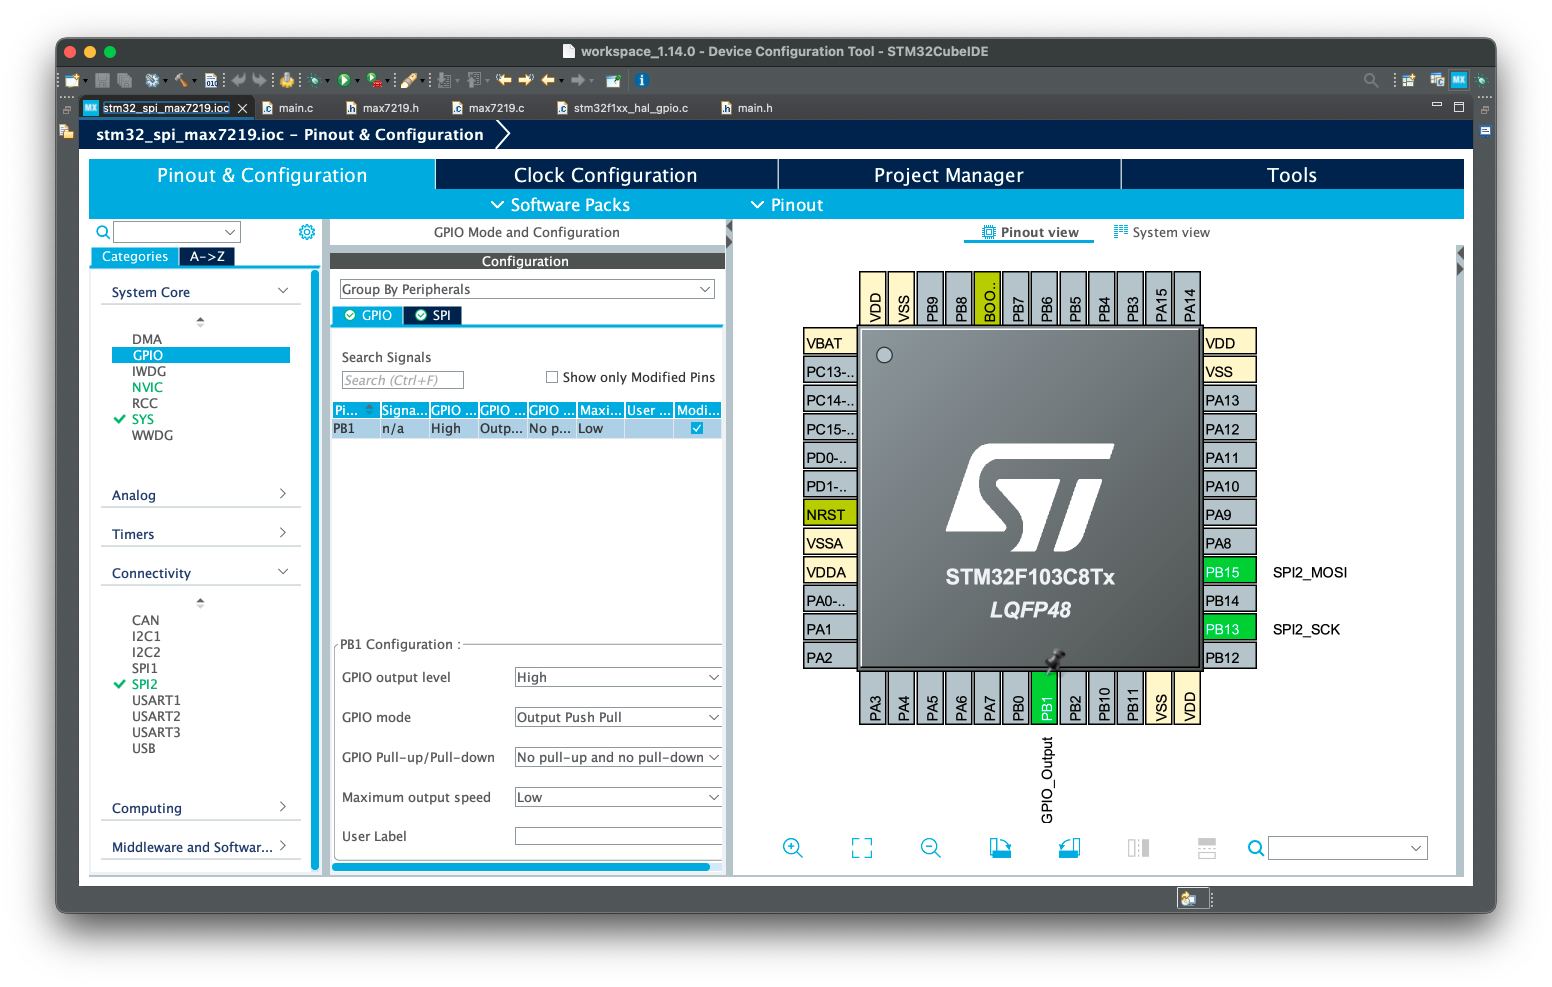 workspace_1.14.0 - Device Configuration Tool - STM32CubeIDE
stm32_spi_max7219.ioc
main.c
max7219.h
max7219.c
stm32f1xx_hal_gpio.c
main.h
stm32_spi_max7219.ioc - Pinout & Configuration
Pinout & Configuration
Clock Configuration
Project Manager
Tools
Software Packs
Pinout
Categories
A->Z
System Core
DMA
GPIO
IWDG
NVIC
RCC
SYS
WWDG
Analog
Timers
Connectivity
CAN
I2C1
I2C2
SPI1
SPI2
USART1
USART2
USART3
USB
Computing
Middleware and Softwar...
GPIO Mode and Configuration
Configuration
Group By Peripherals
GPIO
SPI
Search Signals
Search (Ctrl+F)
Show only Modified Pins
Pi... Signa... GPIO ... GPIO ... GPIO ... Maxi... User ... Modi...
PB1 n/a High Outp... No p... Low
PB1 Configuration :
GPIO output level High
GPIO mode Output Push Pull
GPIO Pull-up/Pull-down No pull-up and no pull-down
Maximum output speed Low
User Label
Pinout view
System view
VDD
VSS
PB9
PB8
BOO..
PB7
PB6
PB5
PB4
PB3
PA15
PA14
VBAT
PC13-..
PC14-..
PC15-..
PD0-..
PD1-..
NRST
VSSA
VDDA
PA0-..
PA1
PA2
ST
STM32F103C8Tx
LQFP48
VDD
VSS
PA13
PA12
PA11
PA10
PA9
PA8
PB15 SPI2_MOSI
PB14
PB13 SPI2_SCK
PB12
PA3
PA4
PA5
PA6
PA7
PB0
PB1
PB2
PB10
PB11
VSS
VDD
GPIO_Output